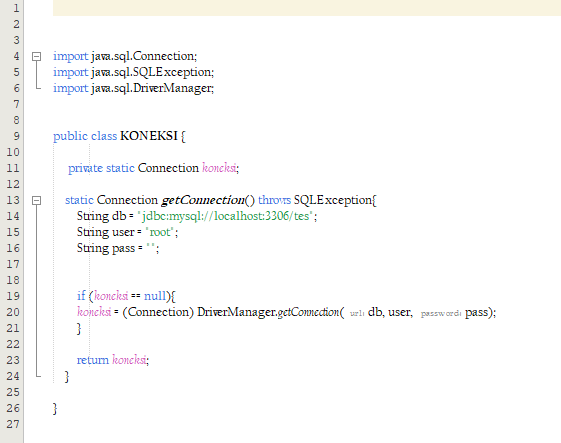 1
2
3
4 import java.sql.Connection;
5 import java.sql.SQLException;
6 import java.sql.DriverManager;
7
8
9 public class KONEKSI {
10
11 private static Connection koneksi;
12
13 static Connection getConnection() throws SQLException{
14 String db = "jdbc:mysql://localhost:3306/tes";
15 String user = "root";
16 String pass = "";
17
18
19 if (koneksi == null){
20 koneksi = (Connection) DriverManager.getConnection( url: db, user, password: pass);
21 }
22
23 return koneksi;
24 }
25
26 }
27